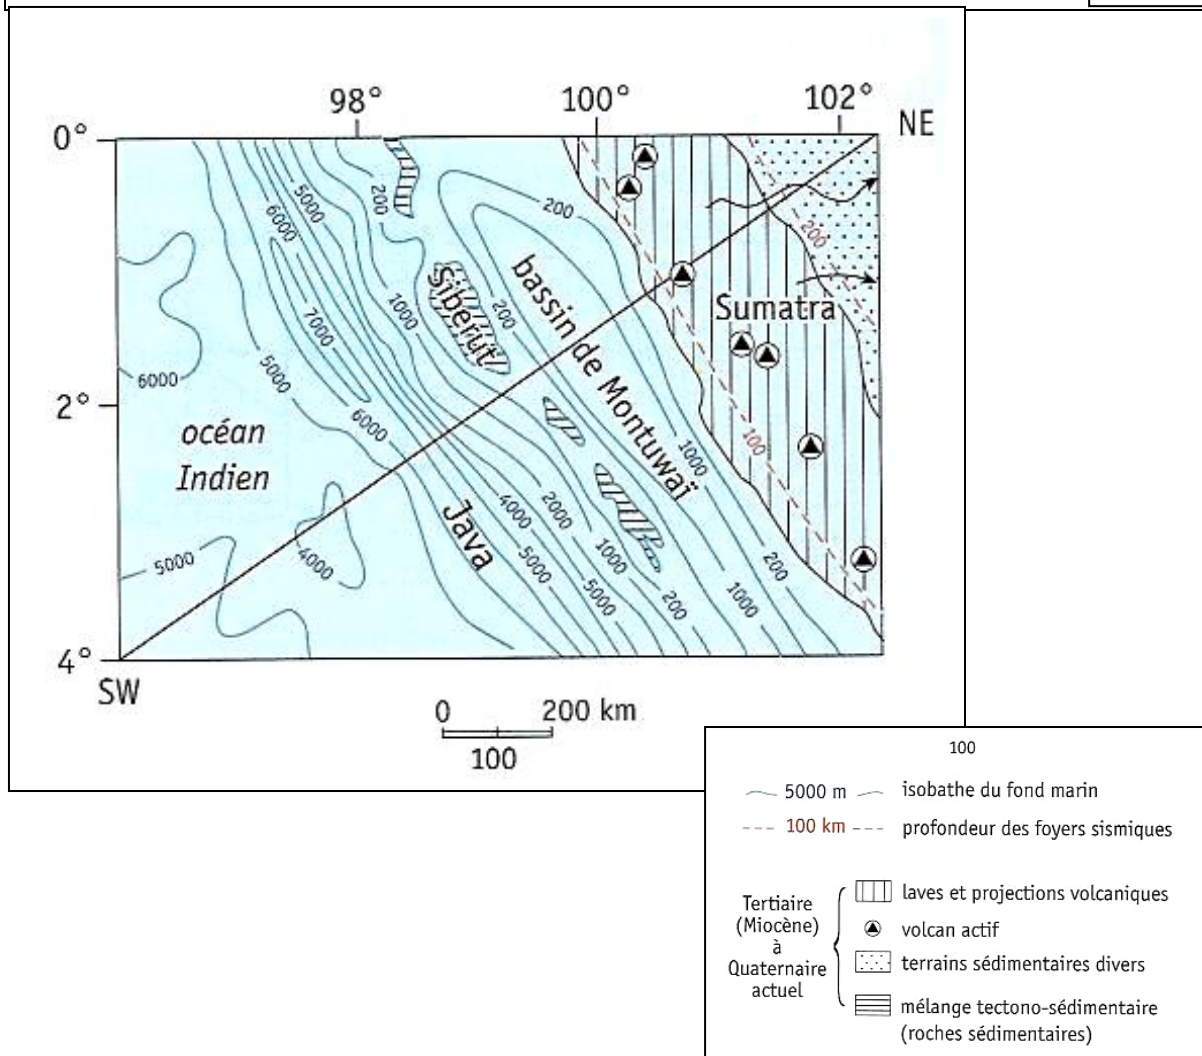 98°
100°
102°
NE
0°
5000
200
200
6000
200
Siberut
bassin de Montuwaï
Sumatra
1000
200
7000
6000
5000
2°
6000
océan
Indien
100
1000
Java
4000
2000
5000
4000
5000
1000
200
5000
200
1000
4°
SW
0
200 km
100
100
5000 m
isobathe du fond marin
100 km
profondeur des foyers sismiques
Tertiaire
(Miocène)
à
Quaternaire
actuel
laves et projections volcaniques
volcan actif
terrains sédimentaires divers
mélange tectono-sédimentaire
(roches sédimentaires)